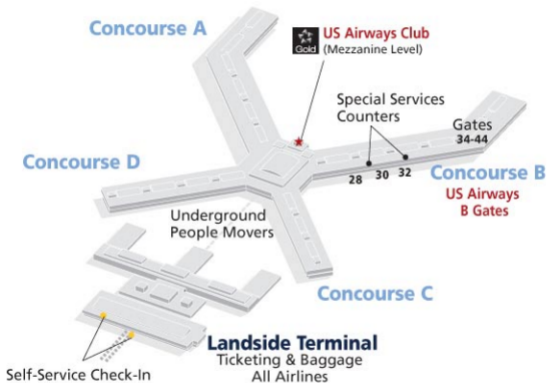 Concourse A
Gold
US Airways Club
(Mezzanine Level)
Special Services
Counters
Gates
34-44
28 30 32
Concourse B
US Airways
B Gates
Concourse D
Underground
People Movers
Concourse C
Landside Terminal
Ticketing & Baggage
All Airlines
Self-Service Check-In